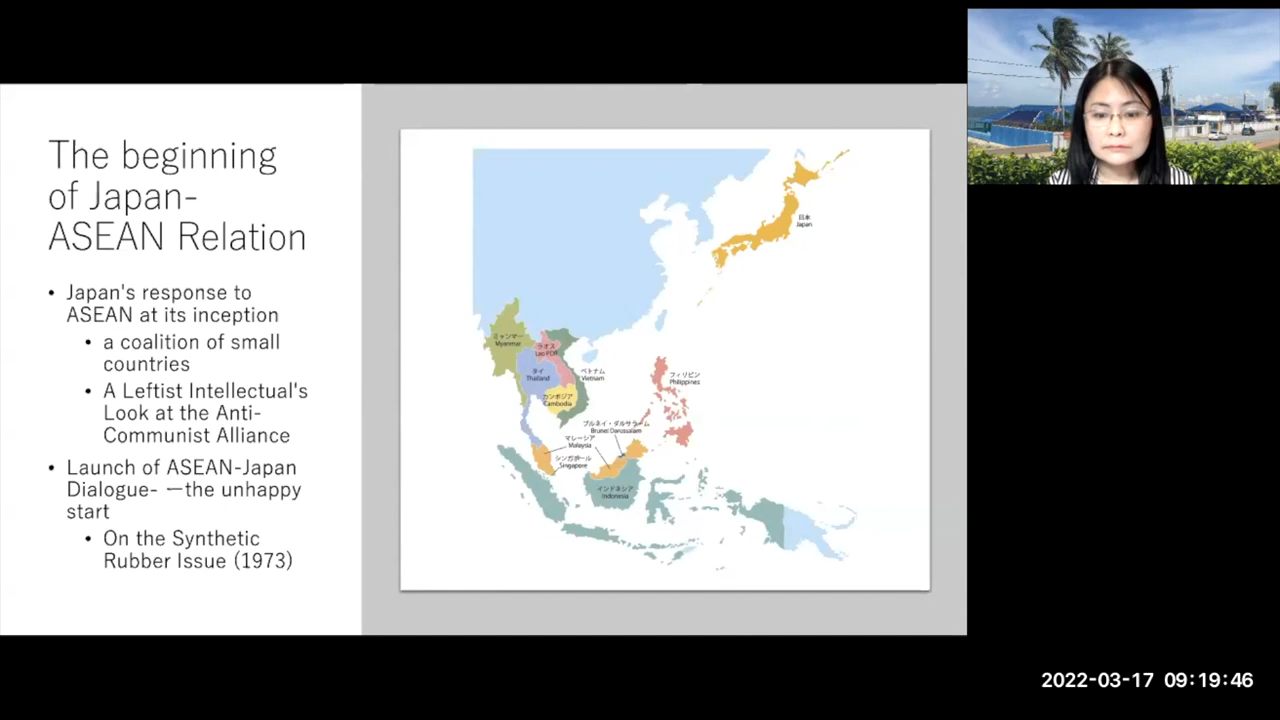 The beginning
of Japan-
ASEAN Relation
• Japan's response to
ASEAN at its inception
• a coalition of small
countries
• A Leftist Intellectual's
Look at the Anti-
Communist Alliance
• Launch of ASEAN-Japan
Dialogue- ーthe unhappy
start
• On the Synthetic
Rubber Issue (1973)
日本
Japan
ミャンマー
Myanmar
ラオス
Lao PDR
タイ
Thailand
ベトナム
Vietnam
カンボジア
Cambodia
フィリピン
Philippines
ブルネイ・ダルサラーム
Brunei Darussalam
マレーシア
Malaysia
シンガポール
Singapore
インドネシア
Indonesia
2022-03-17 09:19:46